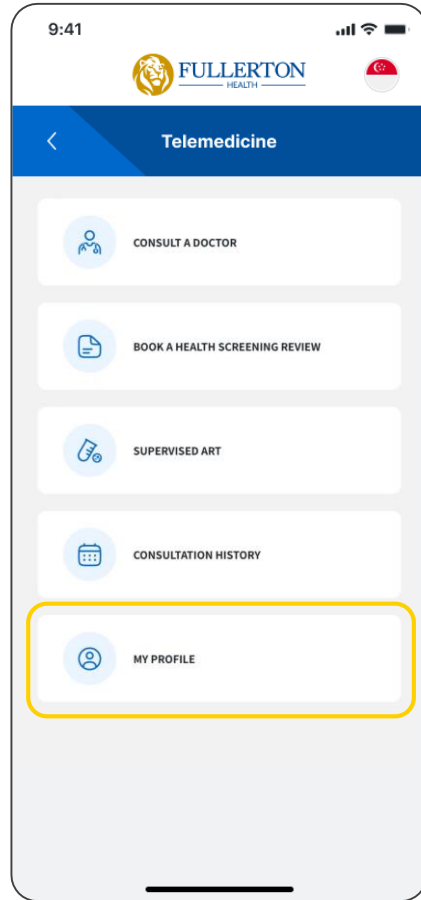 9:41
FULLERTON
HEALTH
Telemedicine
CONSULT A DOCTOR
BOOK A HEALTH SCREENING REVIEW
SUPERVISED ART
CONSULTATION HISTORY
MY PROFILE